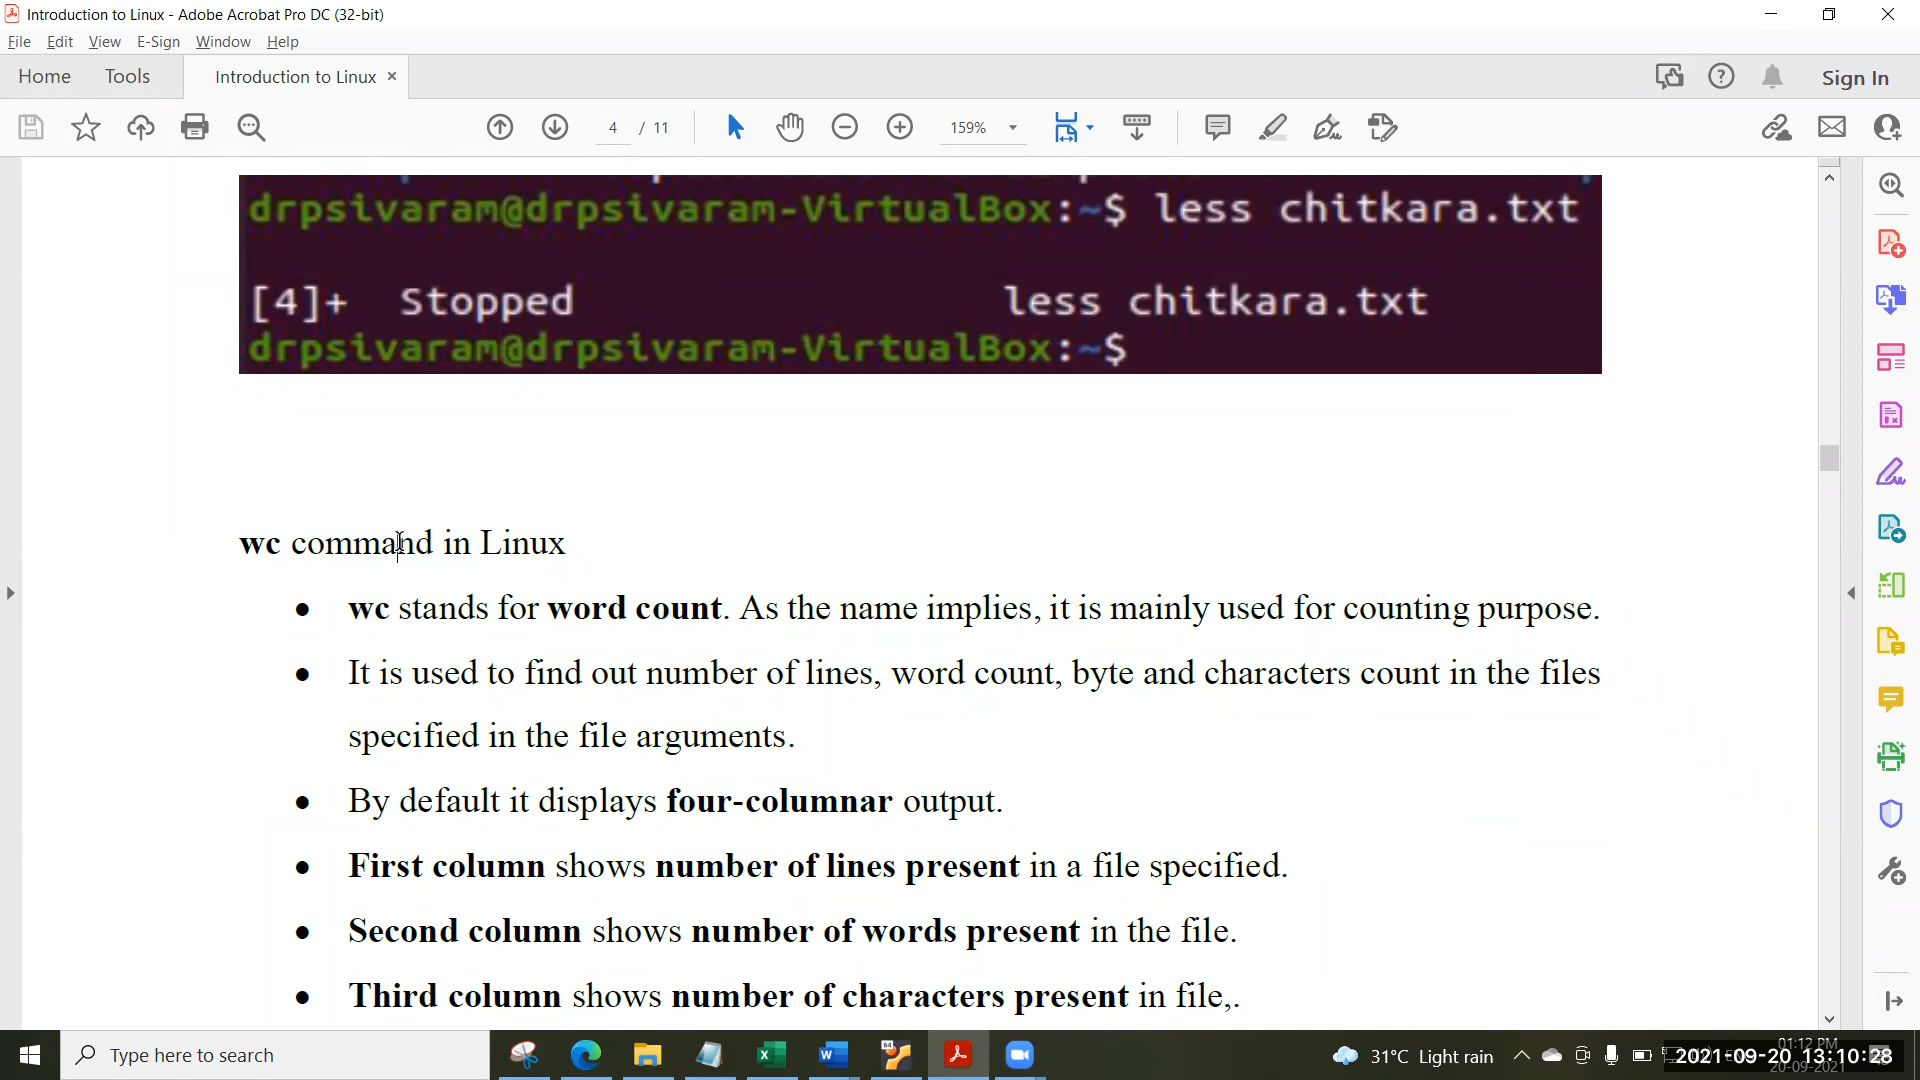 Introduction to Linux - Adobe Acrobat Pro DC (32-bit)
File Edit View E-Sign Window Help
Home Tools Introduction to Linux × Sign In
4 / 11 159%
drpsivaram@drpsivaram-VirtualBox:~$ less chitkara.txt
[4]+ Stopped less chitkara.txt
drpsivaram@drpsivaram-VirtualBox:~$
wc command in Linux
• wc stands for word count. As the name implies, it is mainly used for counting purpose.
• It is used to find out number of lines, word count, byte and characters count in the files
specified in the file arguments.
• By default it displays four-columnar output.
• First column shows number of lines present in a file specified.
• Second column shows number of words present in the file.
• Third column shows number of characters present in file,.
Type here to search 31°C Light rain 01:12 PM
2021-09-20 13:10:28
20-09-2021